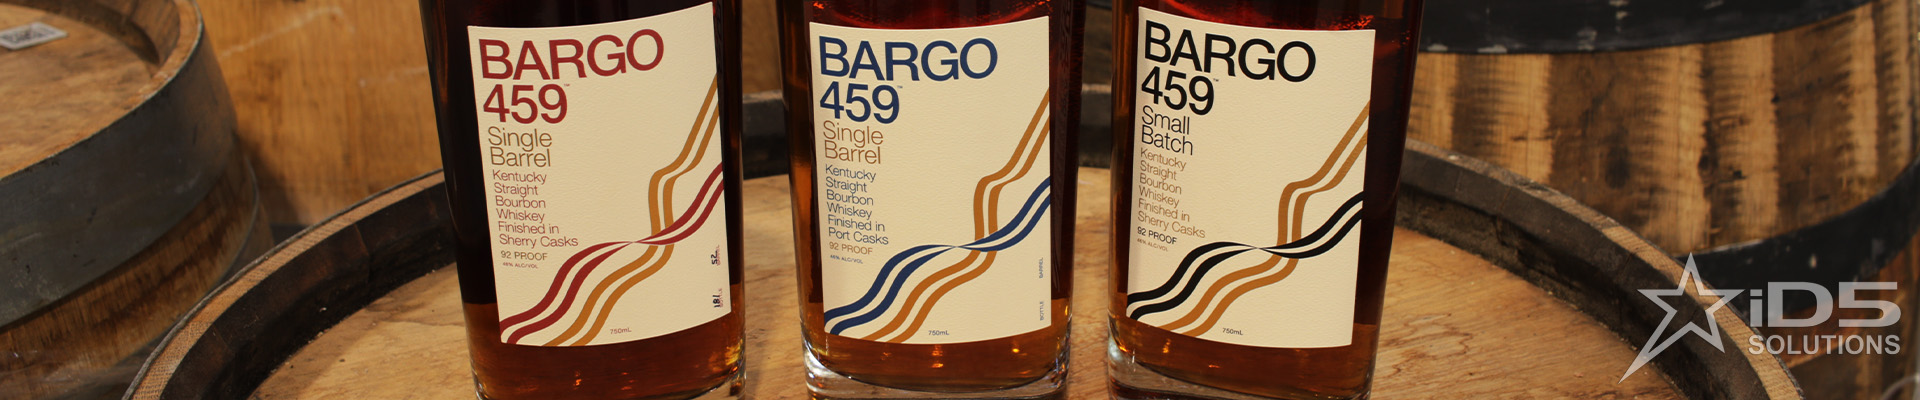 BARGO
459™
Single
Barrel
Kentucky
Straight
Bourbon
Whiskey
Finished in
Sherry Casks
92 PROOF
46% ALC/VOL
750mL
181
52
BARGO
459™
Single
Barrel
Kentucky
Straight
Bourbon
Whiskey
Finished in
Port Casks
92 PROOF
46% ALC/VOL
750mL
BOTTLE
BARREL
BARGO
459™
Small
Batch
Kentucky
Straight
Bourbon
Whiskey
Finished in
Sherry Casks
92 PROOF
46% ALC/VOL
750mL
iD5
SOLUTIONS